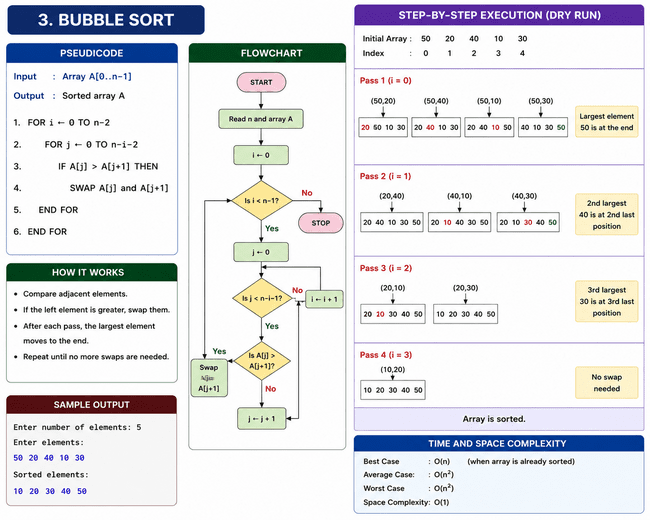 3. BUBBLE SORT
PSEUDICODE
Input : Array A[0..n-1]
Output : Sorted array A
1. FOR i ← 0 TO n-2
2. FOR j ← 0 TO n-i-2
3. IF A[j] > A[j+1] THEN
4. SWAP A[j] and A[j+1]
5. END FOR
6. END FOR
HOW IT WORKS
• Compare adjacent elements.
• If the left element is greater, swap them.
• After each pass, the largest element
moves to the end.
• Repeat until no more swaps are needed.
SAMPLE OUTPUT
Enter number of elements: 5
Enter elements:
50 20 40 10 30
Sorted elements:
10 20 30 40 50
FLOWCHART
START
Read n and array A
i ← 0
Is i < n-1?
No
STOP
Yes
j ← 0
Is j < n-i-1?
No
i ← i + 1
Yes
Is A[j] >
A[j+1]?
Yes
Swap
A[j+1]
No
j ← j + 1
STEP-BY-STEP EXECUTION (DRY RUN)
Initial Array : 50 20 40 10 30
Index : 0 1 2 3 4
Pass 1 (i = 0)
(50,20) (50,40) (50,10) (50,30)
20 50 10 30 20 40 10 30 20 40 10 50 40 10 30 50
Largest element
50 is at the end
Pass 2 (i = 1)
(20,40) (40,10) (40,30)
20 40 10 30 50 20 10 40 30 50 20 10 30 40 50
2nd largest
40 is at 2nd last
position
Pass 3 (i = 2)
(20,10) (20,30)
20 10 30 40 50 10 20 30 40 50
3rd largest
30 is at 3rd last
position
Pass 4 (i = 3)
(10,20)
10 20 30 40 50
No swap
needed
Array is sorted.
TIME AND SPACE COMPLEXITY
Best Case : O(n) (when array is already sorted)
Average Case: : O(n²)
Worst Case : O(n²)
Space Complexity: O(1)